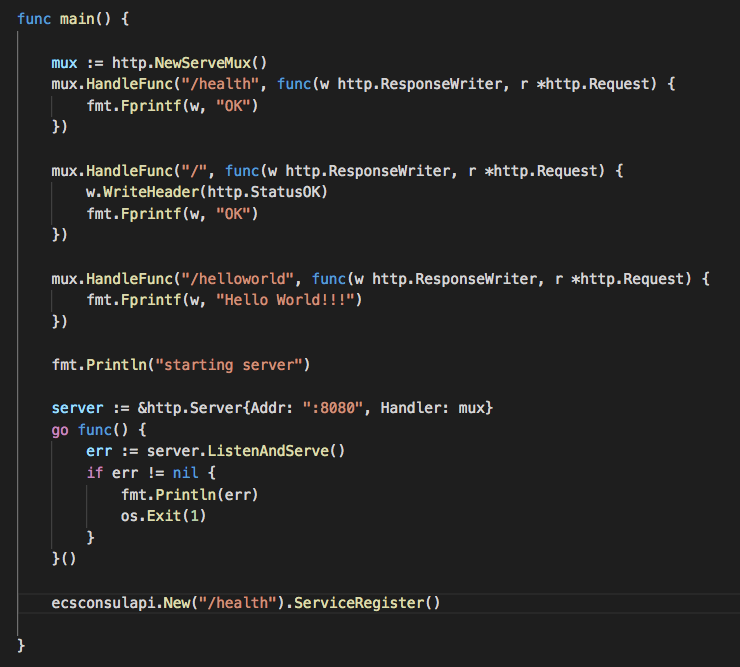 func main() {
mux := http.NewServeMux()
mux.HandleFunc("/health", func(w http.ResponseWriter, r *http.Request) {
fmt.Fprintf(w, "OK")
})
mux.HandleFunc("/", func(w http.ResponseWriter, r *http.Request) {
w.WriteHeader(http.StatusOK)
fmt.Fprintf(w, "OK")
})
mux.HandleFunc("/helloworld", func(w http.ResponseWriter, r *http.Request) {
fmt.Fprintf(w, "Hello World!!!")
})
fmt.Println("starting server")
server := &http.Server{Addr: ":8080", Handler: mux}
go func() {
err := server.ListenAndServe()
if err != nil {
fmt.Println(err)
os.Exit(1)
}
}()
ecsconsulapi.New("/health").ServiceRegister()
}